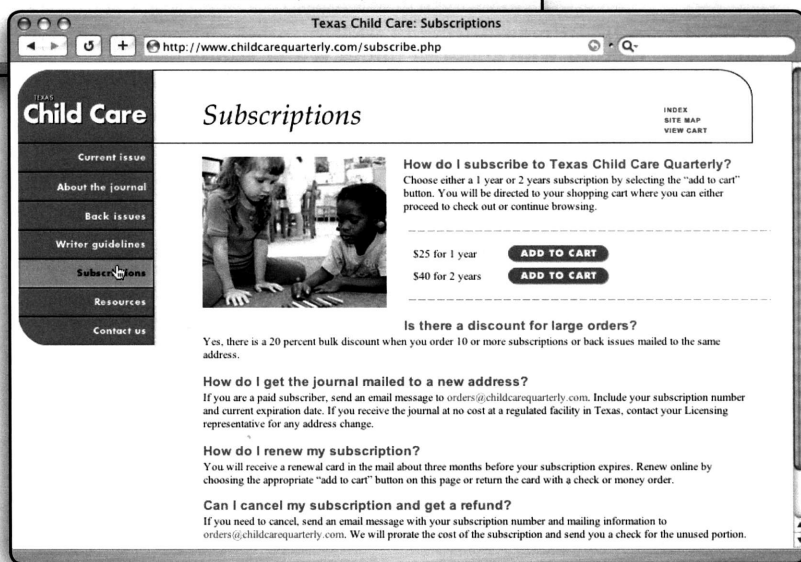 Texas Child Care: Subscriptions
http://www.childcarequarterly.com/subscribe.php
TEXAS
Child Care
Current issue
About the journal
Back issues
Writer guidelines
Subscriptions
Resources
Contact us
Subscriptions
INDEX
SITE MAP
VIEW CART
How do I subscribe to Texas Child Care Quarterly?
Choose either a 1 year or 2 years subscription by selecting the “add to cart”
button. You will be directed to your shopping cart where you can either
proceed to check out or continue browsing.
$25 for 1 year ADD TO CART
$40 for 2 years ADD TO CART
Is there a discount for large orders?
Yes, there is a 20 percent bulk discount when you order 10 or more subscriptions or back issues mailed to the same
address.
How do I get the journal mailed to a new address?
If you are a paid subscriber, send an email message to orders@childcarequarterly.com. Include your subscription number
and current expiration date. If you receive the journal at no cost at a regulated facility in Texas, contact your Licensing
representative for any address change.
How do I renew my subscription?
You will receive a renewal card in the mail about three months before your subscription expires. Renew online by
choosing the appropriate “add to cart” button on this page or return the card with a check or money order.
Can I cancel my subscription and get a refund?
If you need to cancel, send an email message with your subscription number and mailing information to
orders@childcarequarterly.com. We will prorate the cost of the subscription and send you a check for the unused portion.